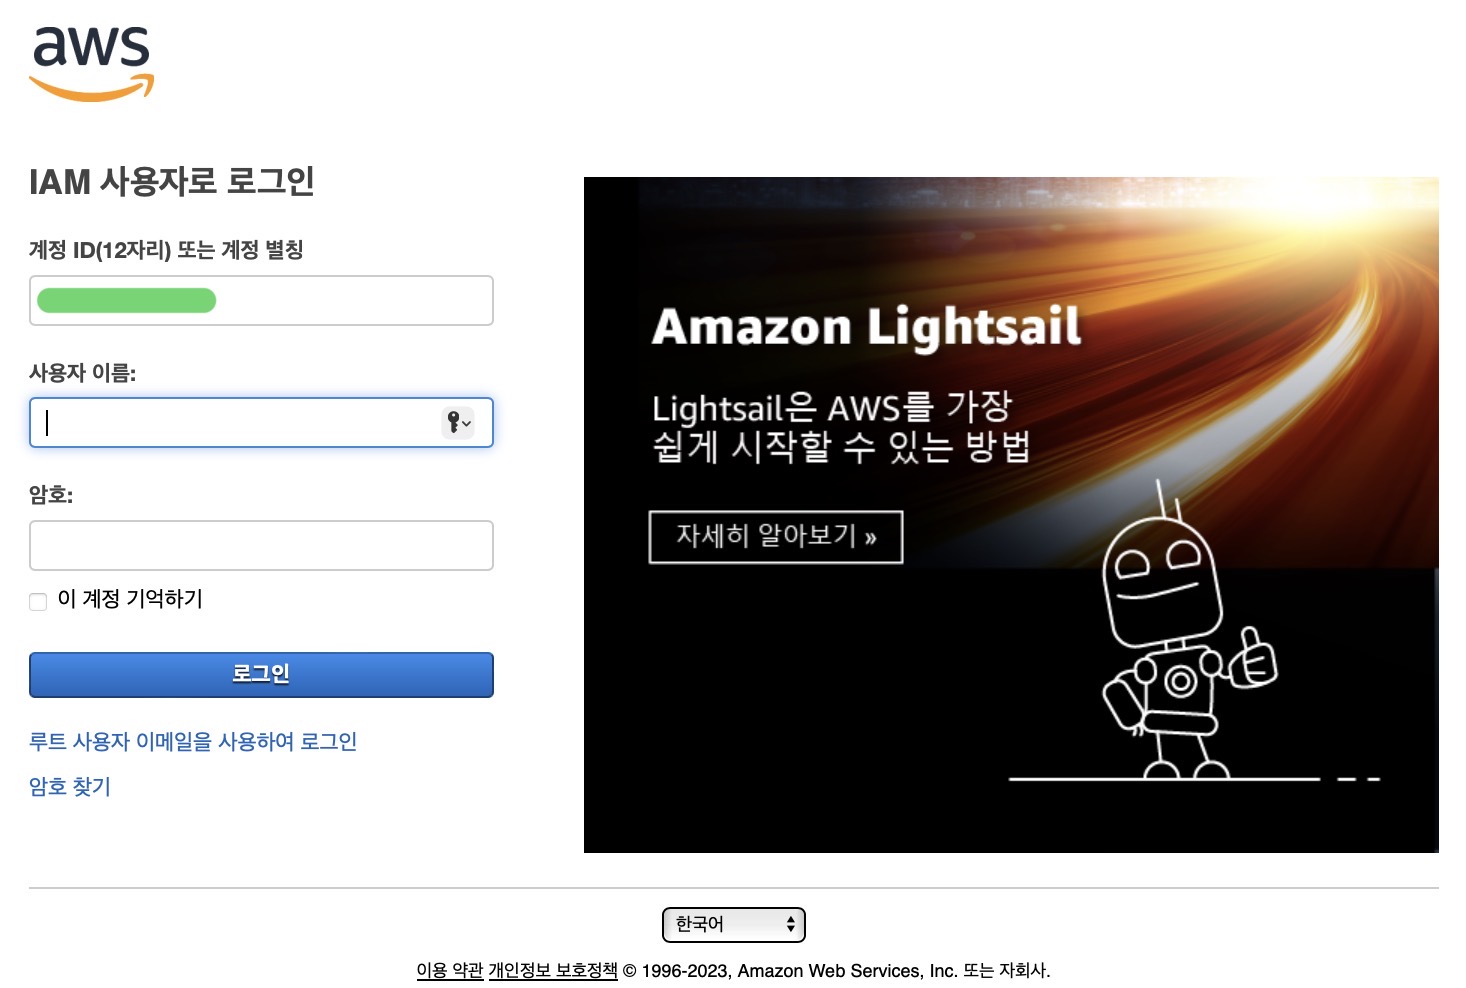 aws
IAM 사용자로 로그인
계정 ID(12자리) 또는 계정 별칭
사용자 이름:
암호:
이 계정 기억하기
로그인
루트 사용자 이메일을 사용하여 로그인
암호 찾기
Amazon Lightsail
Lightsail은 AWS를 가장
쉽게 시작할 수 있는 방법
자세히 알아보기 »
한국어
이용 약관 개인정보 보호정책 © 1996-2023, Amazon Web Services, Inc. 또는 자회사.